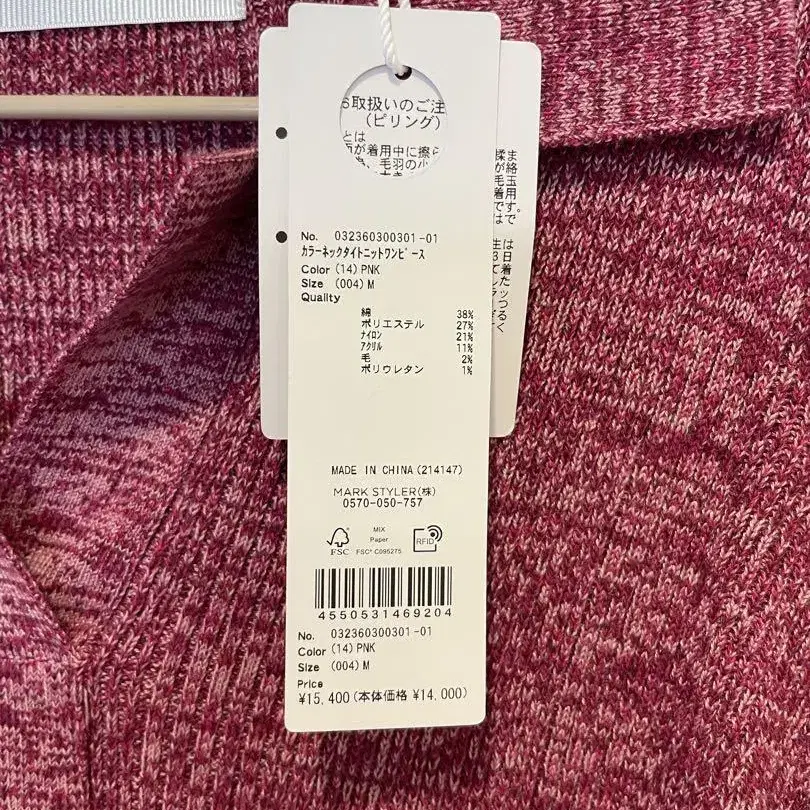 取扱いのご注
(ピリング)
とは
が着用中に擦
毛羽の小
No. 032360300301-01
カラーネックタイトニットワンピース
Color (14) PNK
Size (004) M
Quality
綿 38%
ポリエステル 27%
ナイロン 21%
アクリル 11%
毛 2%
ポリウレタン 1%
MADE IN CHINA (214147)
MARK STYLER(株)
0570-050-757
FSC
MIX
Paper
FSC® C095275
RFID
4550531469204
No. 032360300301-01
Color (14) PNK
Size (004) M
Price
¥15,400 (本体価格 ¥14,000)